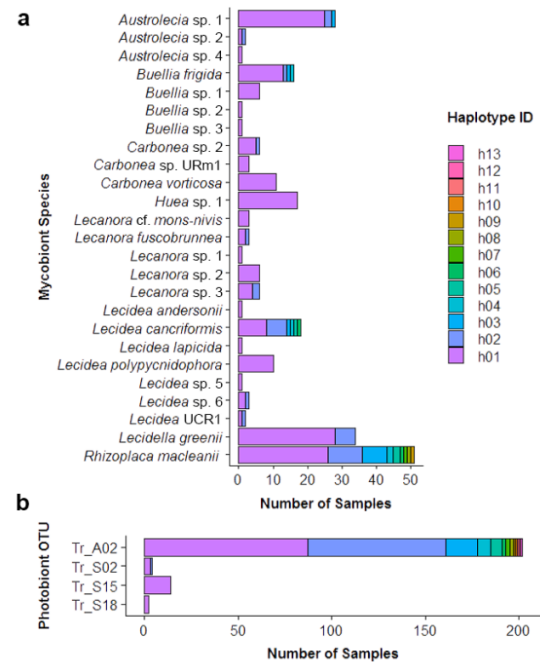 a
Mycobiont Species
Austrolecia sp. 1
Austrolecia sp. 2
Austrolecia sp. 4
Buellia frigida
Buellia sp. 1
Buellia sp. 2
Buellia sp. 3
Carbonea sp. 2
Carbonea sp. URm1
Carbonea vorticosa
Huea sp. 1
Lecanora cf. mons-nivis
Lecanora fuscobrunnea
Lecanora sp. 1
Lecanora sp. 2
Lecanora sp. 3
Lecidea andersonii
Lecidea cancriformis
Lecidea lapicida
Lecidea polypycnidophora
Lecidea sp. 5
Lecidea sp. 6
Lecidea UCR1
Lecidella greenii
Rhizoplaca macleanii
0 10 20 30 40 50
Number of Samples
Haplotype ID
h13
h12
h11
h10
h09
h08
h07
h06
h05
h04
h03
h02
h01
b
Photobiont OTU
Tr_A02
Tr_S02
Tr_S15
Tr_S18
0 50 100 150 200
Number of Samples